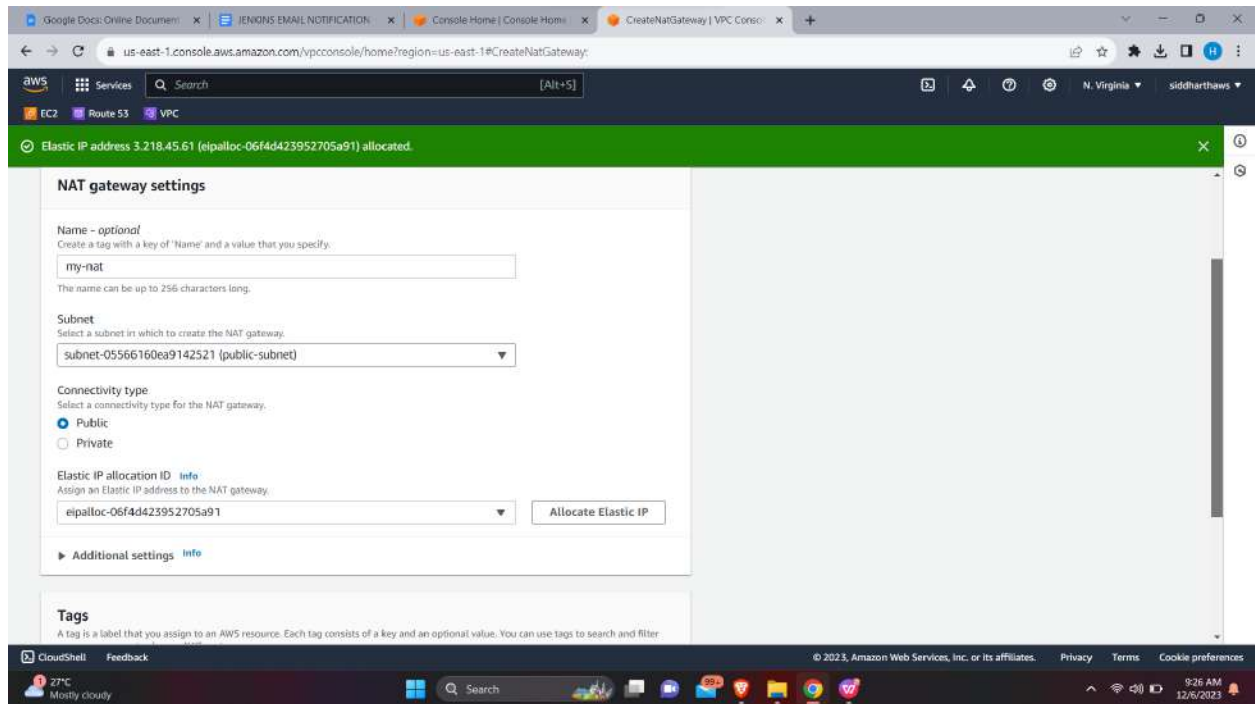 Google Docs: Online Document
JENKINS EMAIL NOTIFICATION
Console Home | Console Home
CreateNatGateway | VPC Conso
us-east-1.console.aws.amazon.com/vpcconsole/home?region=us-east-1#CreateNatGateway:
H
aws Services Search [Alt+S] N. Virginia siddharthaws
EC2 Route 53 VPC
Elastic IP address 3.218.45.61 (eipalloc-06f4d423952705a91) allocated.
NAT gateway settings
Name - optional
Create a tag with a key of 'Name' and a value that you specify.
my-nat
The name can be up to 256 characters long.
Subnet
Select a subnet in which to create the NAT gateway.
subnet-05566160ea9142521 (public-subnet)
Connectivity type
Select a connectivity type for the NAT gateway.
Public
Private
Elastic IP allocation ID Info
Assign an Elastic IP address to the NAT gateway.
eipalloc-06f4d423952705a91 Allocate Elastic IP
Additional settings Info
Tags
A tag is a label that you assign to an AWS resource. Each tag consists of a key and an optional value. You can use tags to search and filter
CloudShell Feedback © 2023, Amazon Web Services, Inc. or its affiliates. Privacy Terms Cookie preferences
1 27°C
Mostly cloudy
Search
99+
9:26 AM
12/6/2023